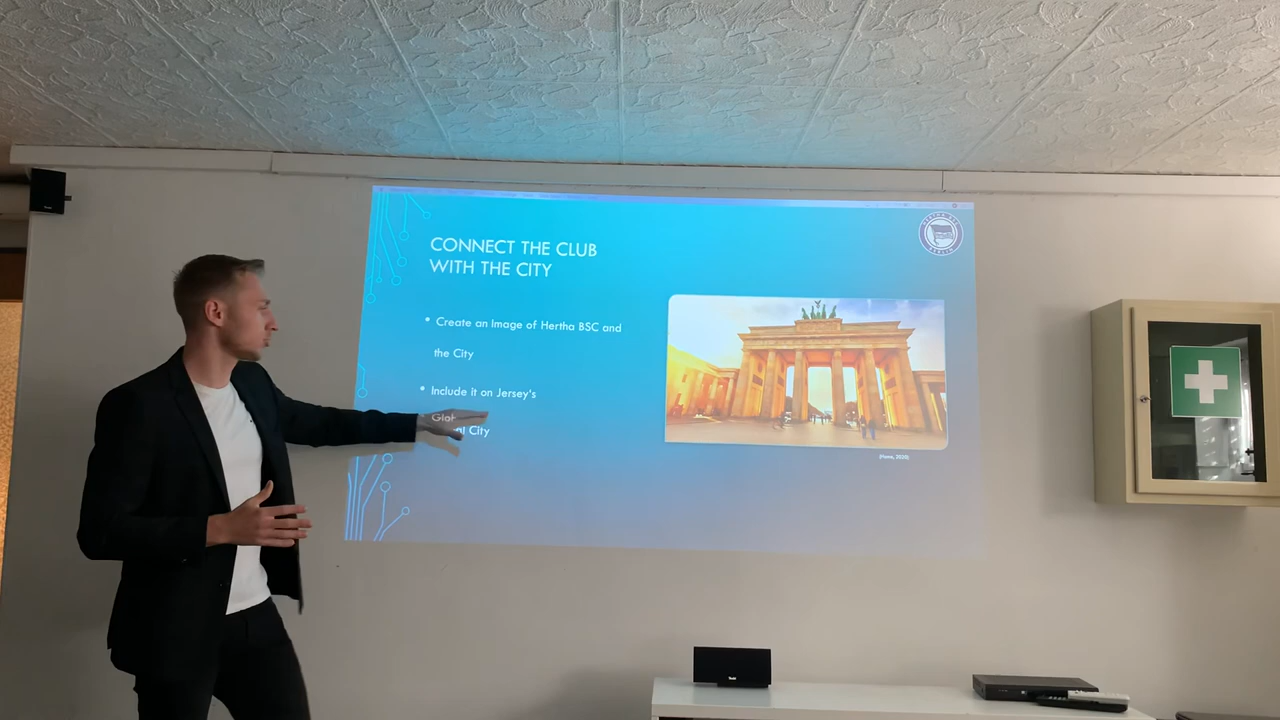 CONNECT THE CLUB
WITH THE CITY
• Create an Image of Hertha BSC and
the City
• Include it on Jersey's
City